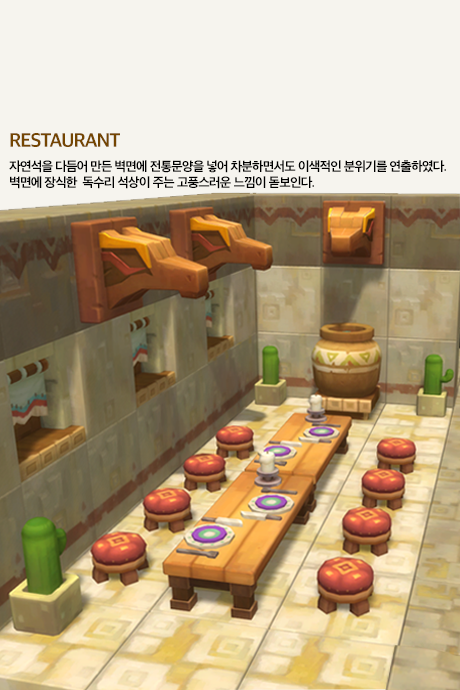 RESTAURANT
자연석을 다듬어 만든 벽면에 전통문양을 넣어 차분하면서도 이색적인 분위기를 연출하였다.
벽면에 장식한 독수리 석상이 주는 고풍스러운 느낌이 돋보인다.